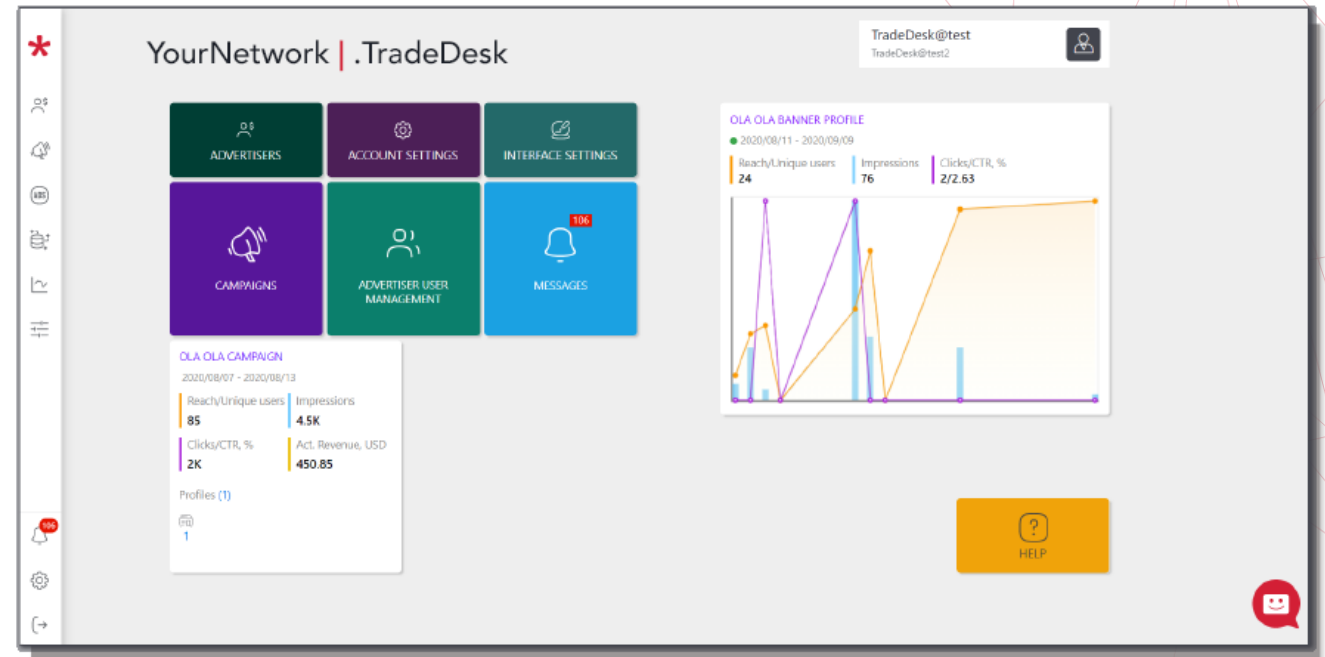 YourNetwork | .TradeDesk
TradeDesk@test
TradeDesk@test2
ADVERTISERS
ACCOUNT SETTINGS
INTERFACE SETTINGS
CAMPAIGNS
ADVERTISER USER
MANAGEMENT
106
MESSAGES
OLA OLA BANNER PROFILE
2020/08/11 - 2020/09/09
Reach/Unique users Impressions Clicks/CTR, %
24 76 2/2.63
OLA OLA CAMPAIGN
2020/08/07 - 2020/08/13
Reach/Unique users Impressions
85 4.5K
Clicks/CTR, % Act. Revenue, USD
2K 450.85
Profiles (1)
1
106
HELP